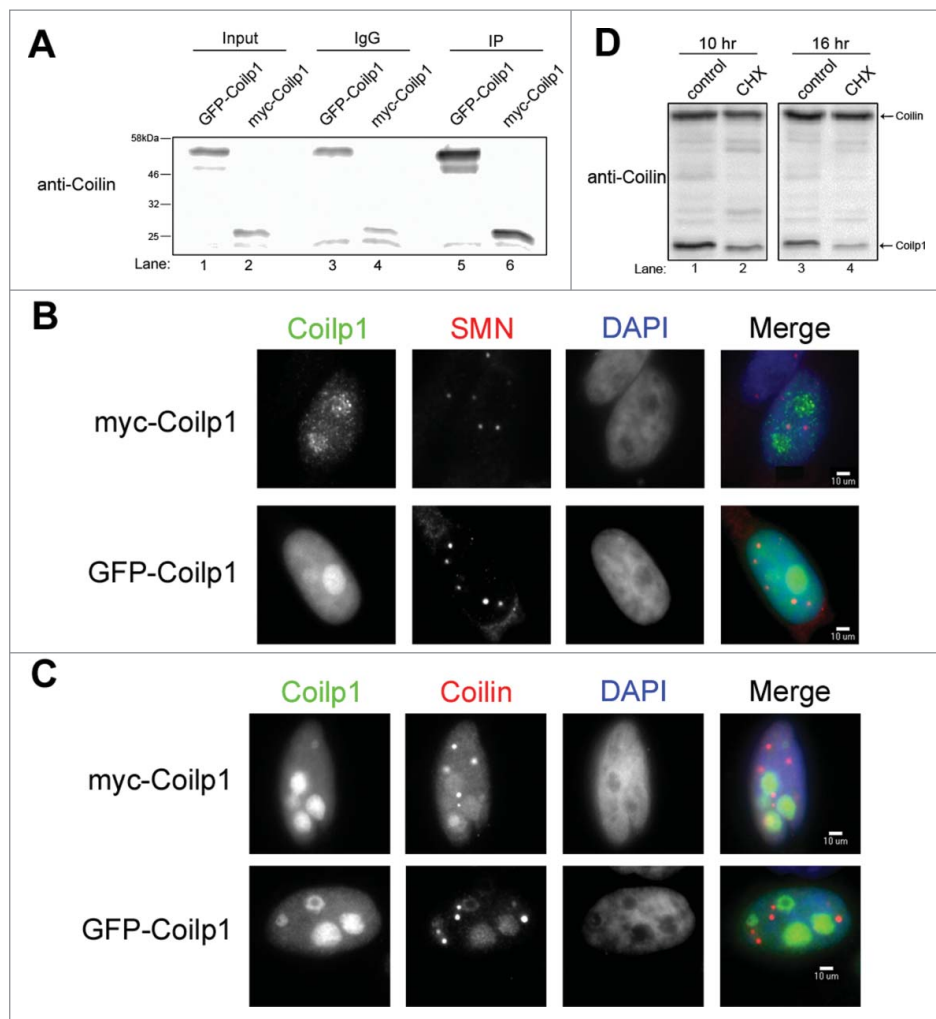 A
Input IgG IP
GFP-Coilp1 myc-Coilp1 GFP-Coilp1 myc-Coilp1 GFP-Coilp1 myc-Coilp1
58kDa
46
32
25
anti-Coilin
Lane: 1 2 3 4 5 6
D
10 hr 16 hr
control CHX control CHX
Coilin
anti-Coilin
Coilp1
Lane: 1 2 3 4
B
Coilp1 SMN DAPI Merge
myc-Coilp1
10 um
GFP-Coilp1
10 um
C
Coilp1 Coilin DAPI Merge
myc-Coilp1
10 um
GFP-Coilp1
10 um